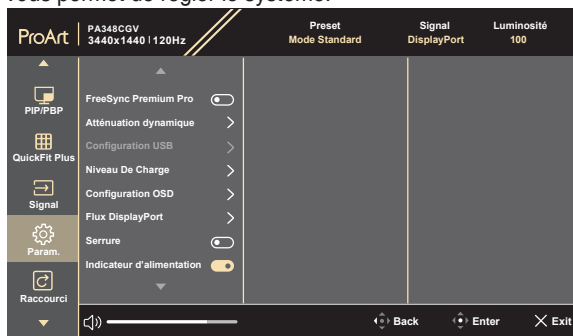 vous permet de régler le système.
ProArt
PA348CGV
3440x1440 120Hz
Preset
Mode Standard
Signal
DisplayPort
Luminosité
100
PIP/PBP
QuickFit Plus
Signal
Param.
Raccourci
FreeSync Premium Pro
Atténuation dynamique
Configuration USB
Niveau De Charge
Configuration OSD
Flux DisplayPort
Serrure
Indicateur d'alimentation
Back
Enter
Exit